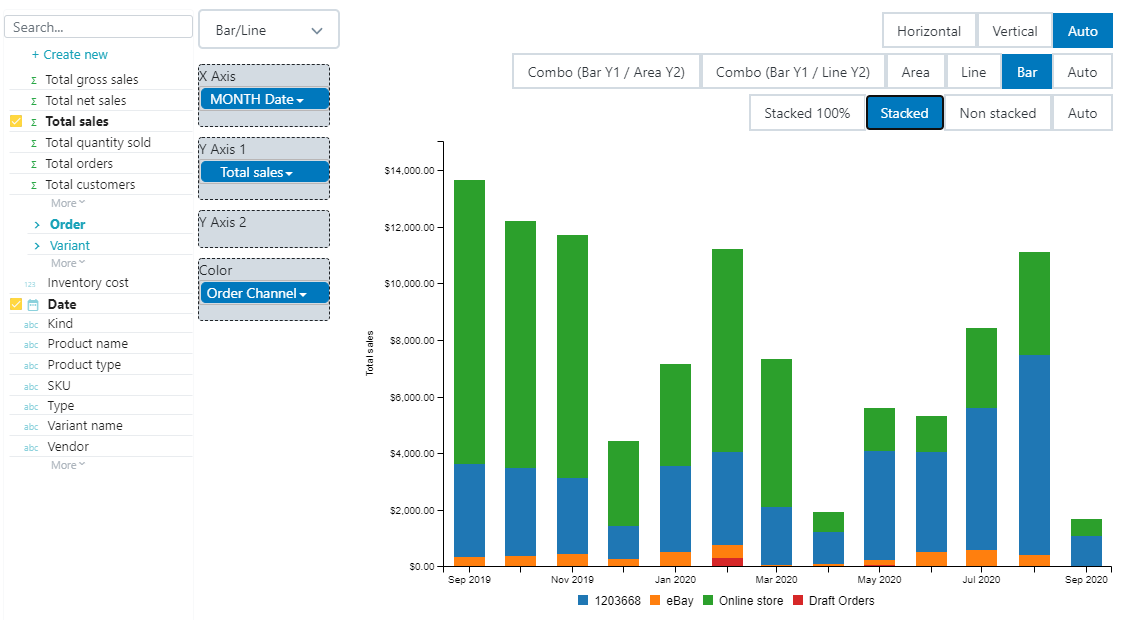 Search...
+ Create new
Σ Total gross sales
Σ Total net sales
Σ Total sales
Σ Total quantity sold
Σ Total orders
Σ Total customers
More
Order
Variant
More
123 Inventory cost
Date
abc Kind
abc Product name
abc Product type
abc SKU
abc Type
abc Variant name
abc Vendor
More
Bar/Line
X Axis
MONTH Date
Y Axis 1
Total sales
Y Axis 2
Color
Order Channel
Horizontal Vertical Auto
Combo (Bar Y1 / Area Y2) Combo (Bar Y1 / Line Y2) Area Line Bar Auto
Stacked 100% Stacked Non stacked Auto
Total sales
$14,000.00
$12,000.00
$10,000.00
$8,000.00
$6,000.00
$4,000.00
$2,000.00
$0.00
Sep 2019 Nov 2019 Jan 2020 Mar 2020 May 2020 Jul 2020 Sep 2020
1203668 eBay Online store Draft Orders